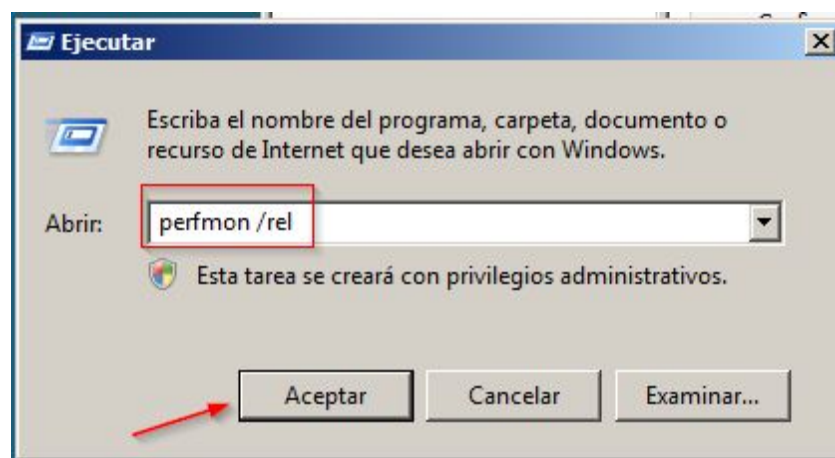 Ejecutar
Escriba el nombre del programa, carpeta, documento o
recurso de Internet que desea abrir con Windows.
Abrir:
perfmon /rel
Esta tarea se creará con privilegios administrativos.
Aceptar
Cancelar
Examinar...